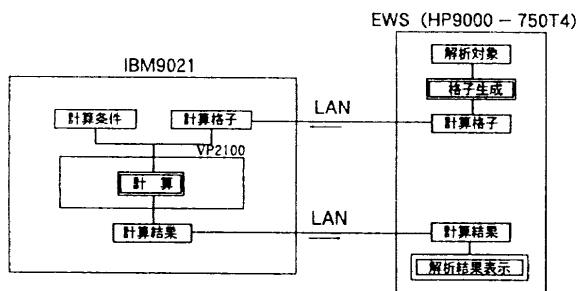 EWS (HP9000 - 750T4)
IBM9021
解析対象
格子生成
計算条件
計算格子
LAN
計算格子
VP2100
計 算
計算結果
LAN
計算結果
解析結果表示